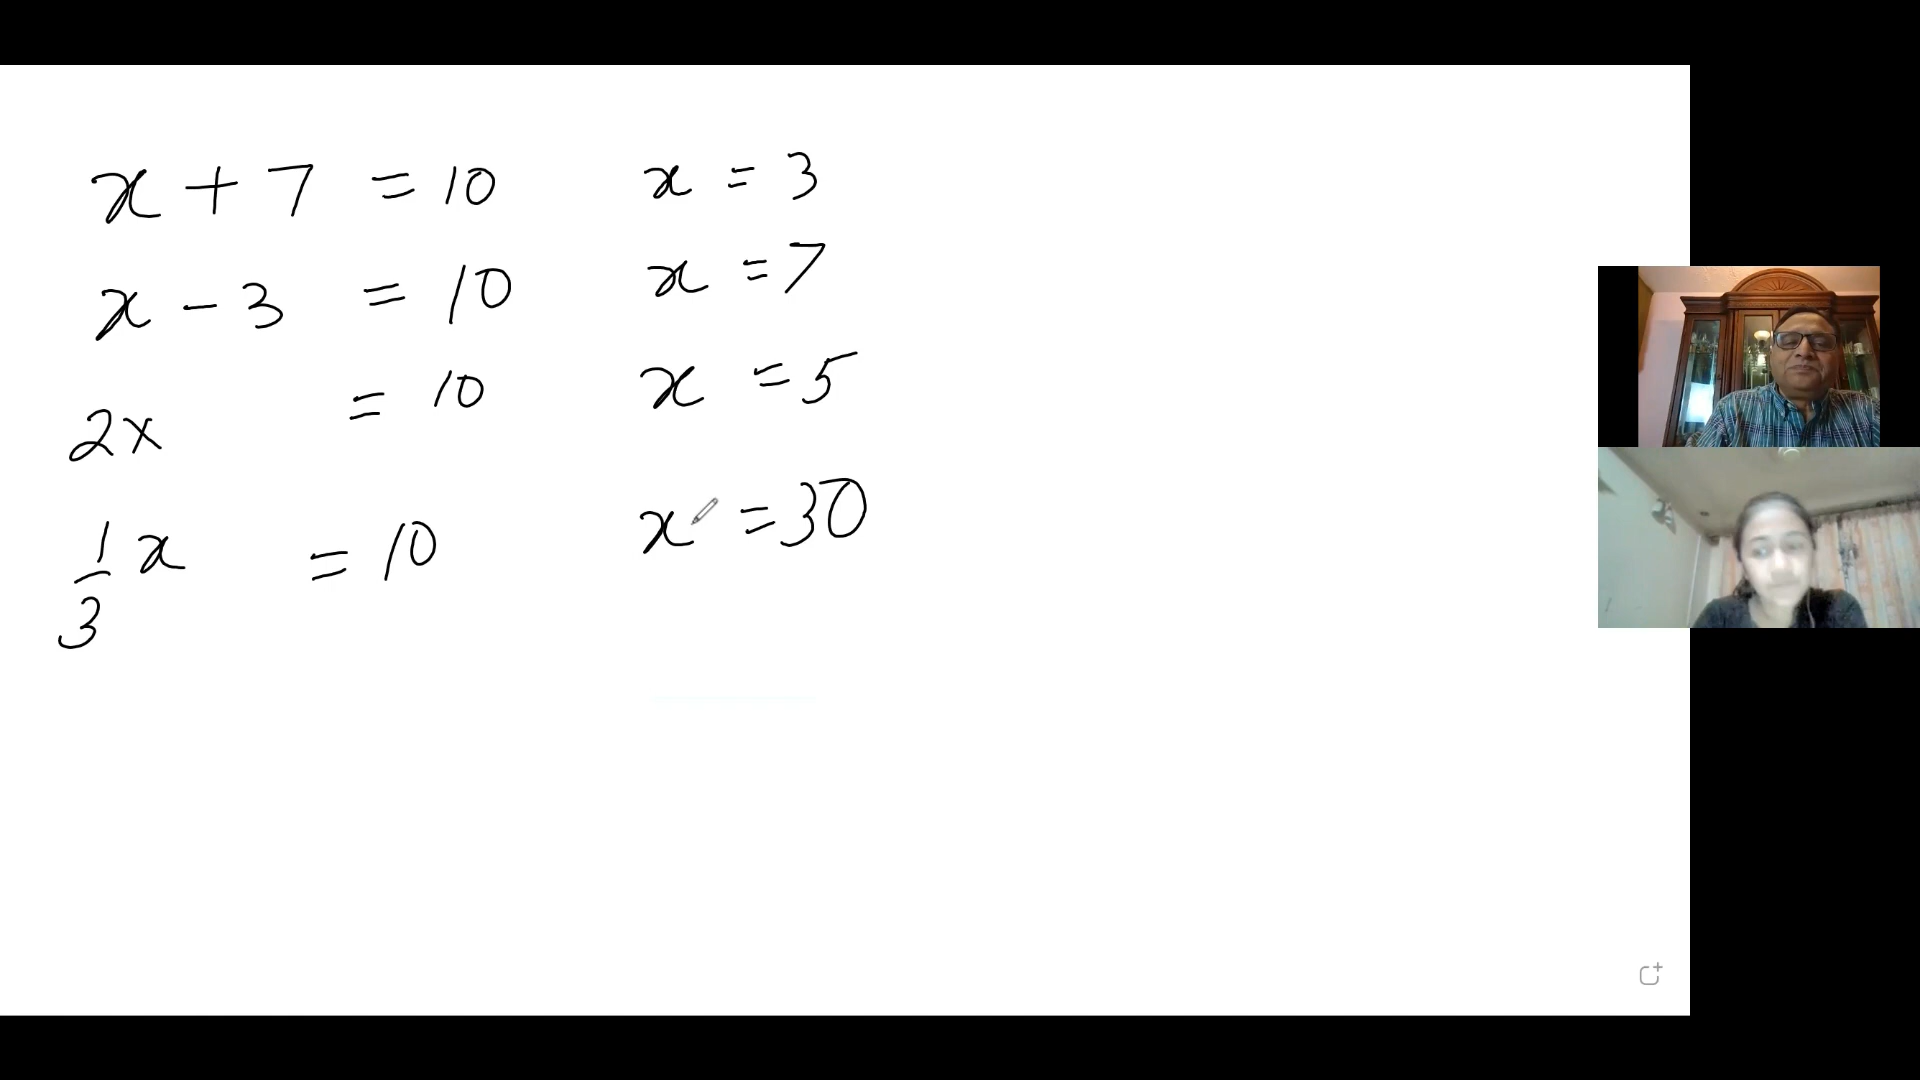 x + 7 = 10 x = 3
x - 3 = 10 x = 7
2x = 10 x = 5
1/3 x = 10 x = 30